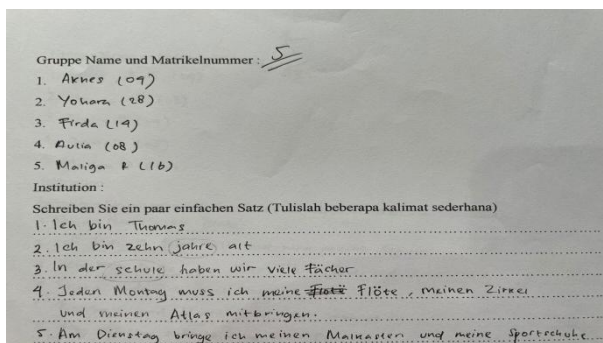 Gruppe Name und Matrikelnummer : 5
1. Arnes (09)
2. Yohara (28)
3. Firda (14)
4. Aulia (08)
5. Maliga R (16)
Institution :
Schreiben Sie ein paar einfachen Satz (Tulislah beberapa kalimat sederhana)
1. Ich bin Thomas
2. Ich bin zehn jahre alt
3. In der schule haben wir viele Fächer
4. Jeden Montag muss ich meine Flöte, meinen Zirkel
und meinen Atlas mitbringen.
5. Am Dienstag bringe ich meinen Malkasten und meine Sportschuhe